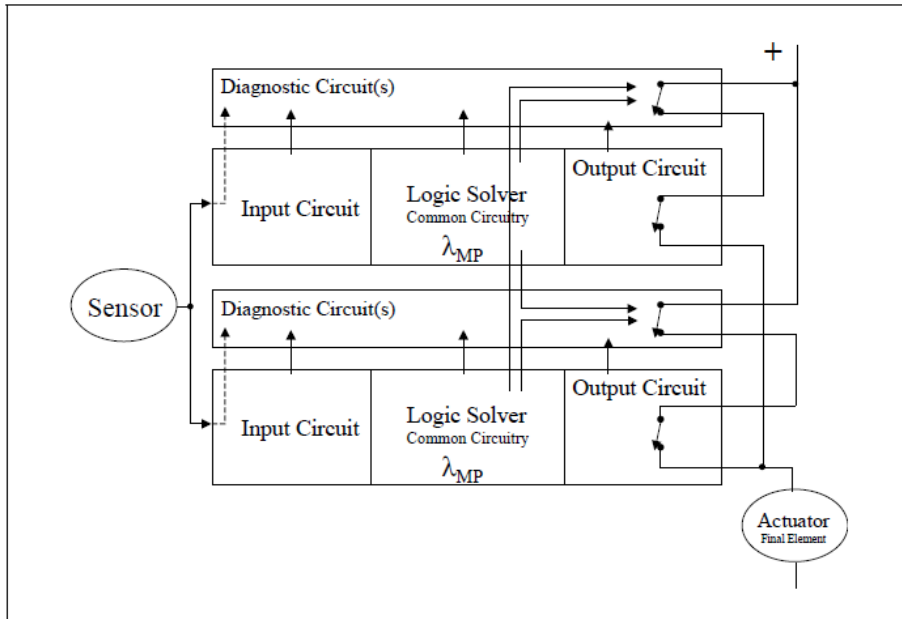 +
Diagnostic Circuit(s)
Input Circuit
Logic Solver
Common Circuitry
λMP
Output Circuit
Sensor
Diagnostic Circuit(s)
Input Circuit
Logic Solver
Common Circuitry
λMP
Output Circuit
Actuator
Final Element